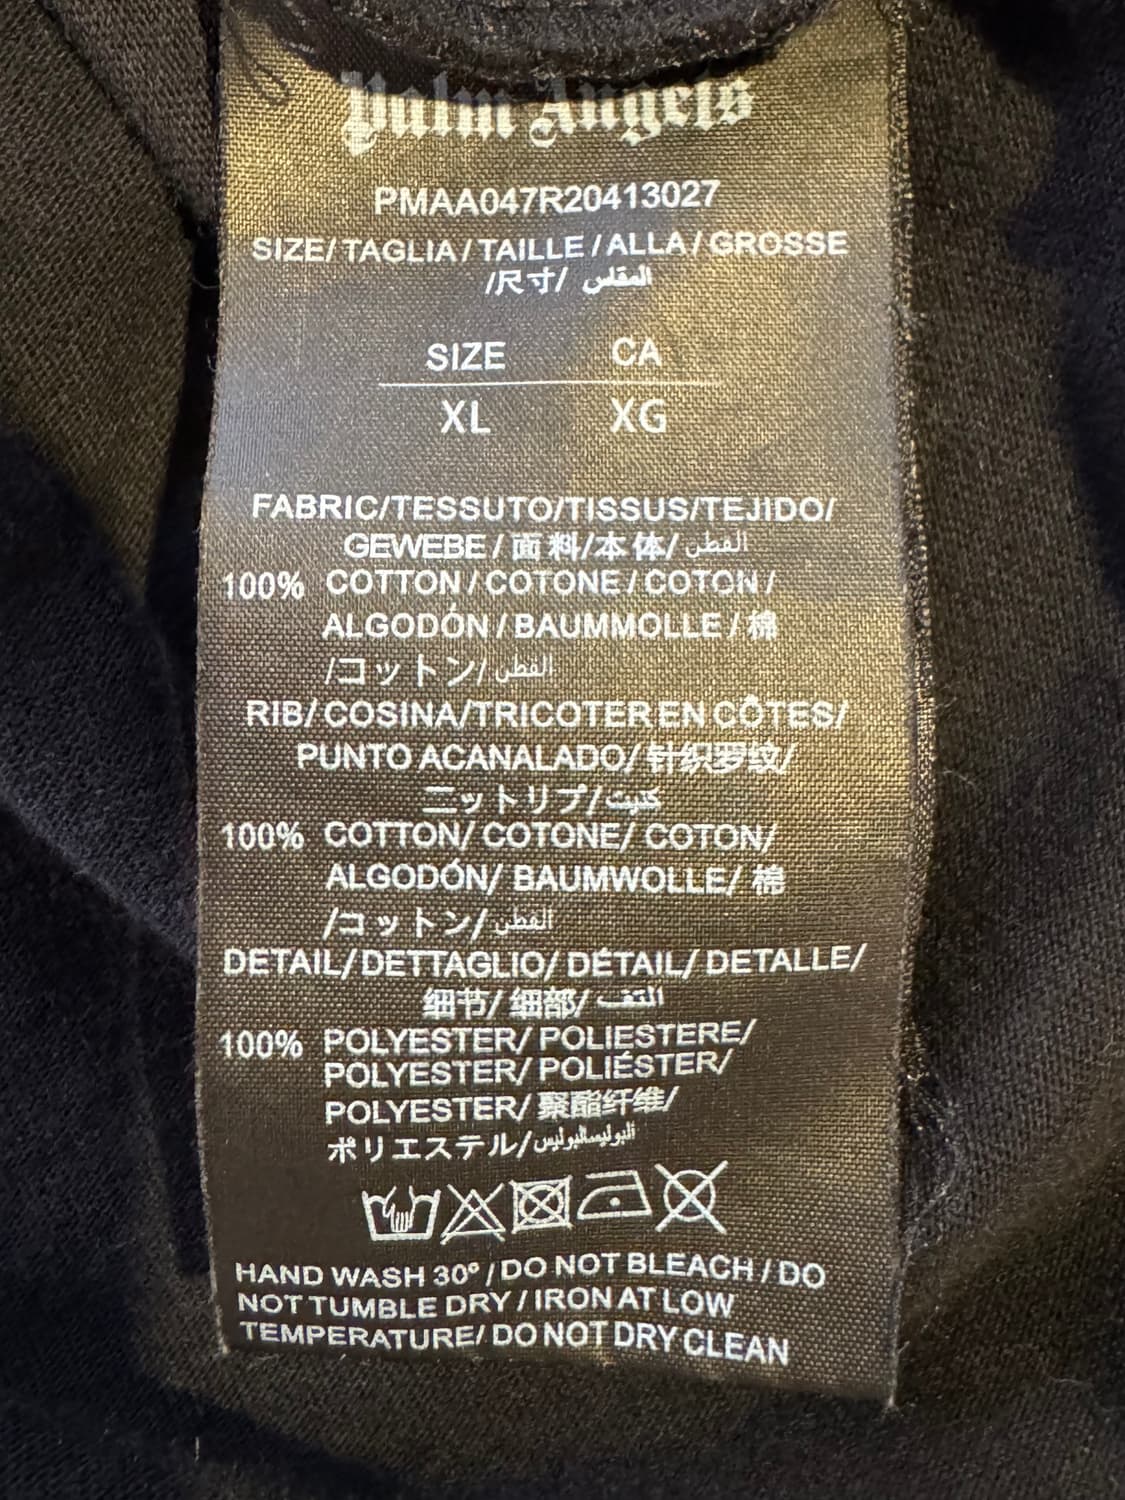 Palm Angels
PMAA047R20413027
SIZE/TAGLIA/TAILLE/ALLA/GROSSE
/尺寸/ المقلس
SIZE CA
XL XG
FABRIC/TESSUTO/TISSUS/TEJIDO/
GEWEBE/面料/本体/القطن
100% COTTON/COTONE/COTON/
ALGODÓN/BAUMMOLLE/棉
/コットン/القطن
RIB/COSINA/TRICOTER EN CÔTES/
PUNTO ACANALADO/针织罗纹/
ニットリブ/كنيت
100% COTTON/COTONE/COTON/
ALGODÓN/BAUMWOLLE/棉
/コットン/القطن
DETAIL/DETTAGLIO/DÉTAIL/DETALLE/
细节/细部/التف
100% POLYESTER/POLIESTERE/
POLYESTER/POLIÉSTER/
POLYESTER/聚酯纤维/
ポリエステル/
HAND WASH 30°/DO NOT BLEACH/DO
NOT TUMBLE DRY/IRON AT LOW
TEMPERATURE/DO NOT DRY CLEAN